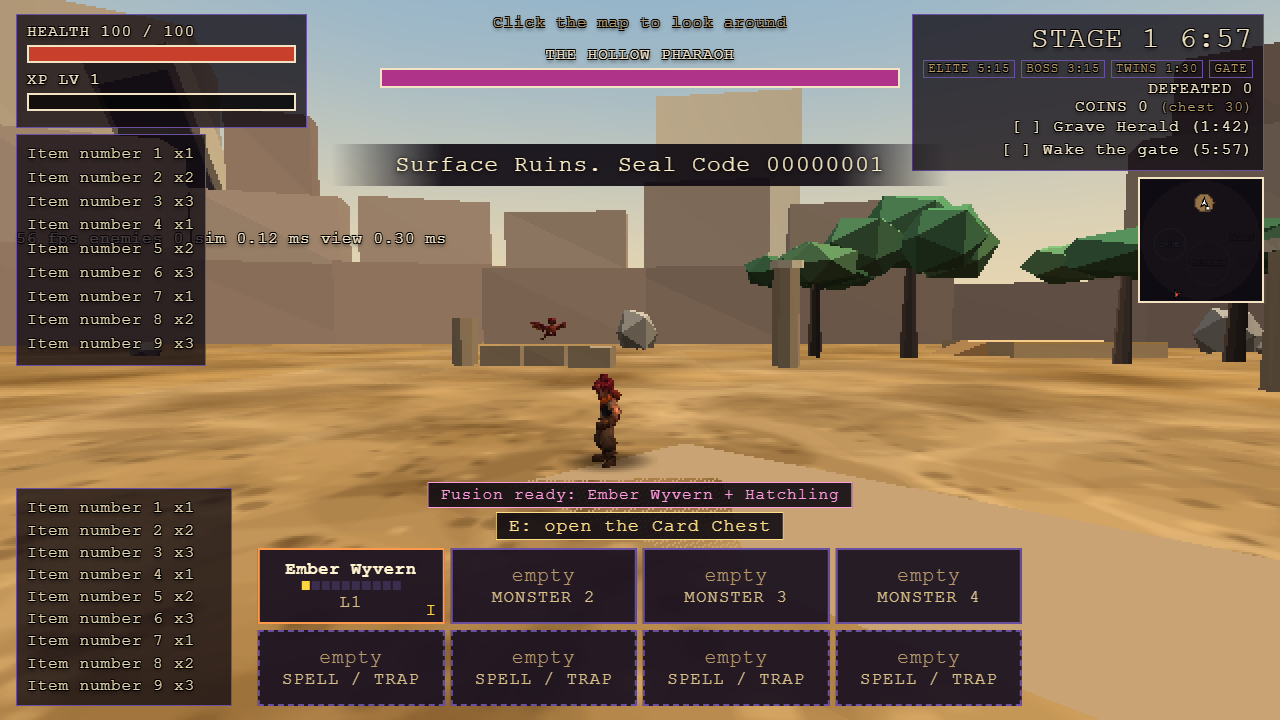 HEALTH 100 / 100
XP LV 1
Click the map to look around
THE HOLLOW PHARAOH
STAGE 1 6:57
ELITE 5:15 BOSS 3:15 TWINS 1:30 GATE
DEFEATED 0
COINS 0 (chest 30)
[ ] Grave Herald (1:42)
[ ] Wake the gate (5:57)
Surface Ruins. Seal Code 00000001
Item number 1 x1
Item number 2 x2
Item number 3 x3
Item number 4 x1
56 fps enemies 0 sim 0.12 ms view 0.30 ms
Item number 5 x2
Item number 6 x3
Item number 7 x1
Item number 8 x2
Item number 9 x3
Item number 1 x1
Item number 2 x2
Item number 3 x3
Item number 4 x1
Item number 5 x2
Item number 6 x3
Item number 7 x1
Item number 8 x2
Item number 9 x3
Fusion ready: Ember Wyvern + Hatchling
E: open the Card Chest
Ember Wyvern
L1
I
empty
MONSTER 2
empty
MONSTER 3
empty
MONSTER 4
empty
SPELL / TRAP
empty
SPELL / TRAP
empty
SPELL / TRAP
empty
SPELL / TRAP